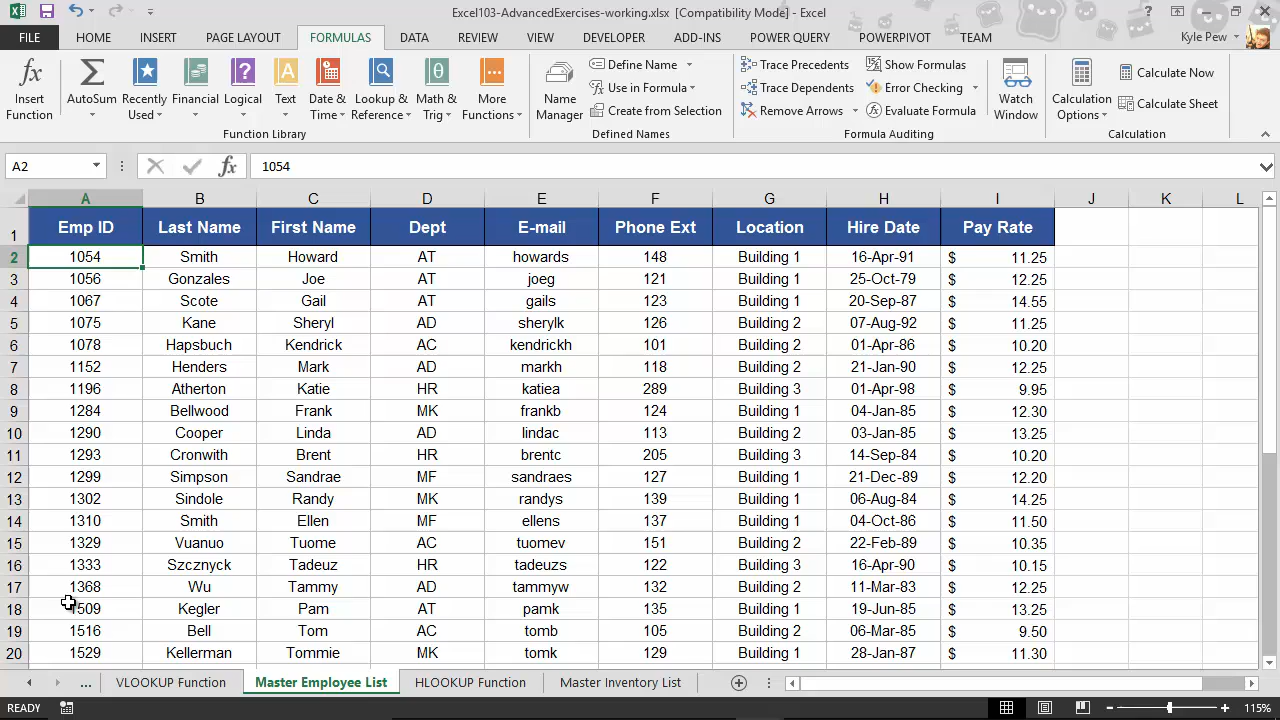 Excel103-AdvancedExercises-working.xlsx [Compatibility Mode] - Excel
FILE HOME INSERT PAGE LAYOUT FORMULAS DATA REVIEW VIEW DEVELOPER ADD-INS POWER QUERY POWERPIVOT TEAM Kyle Pew
Insert Function
AutoSum
Recently Used
Financial
Logical
Text
Date & Time
Lookup & Reference
Math & Trig
More Functions
Function Library
Name Manager
Define Name
Use in Formula
Create from Selection
Defined Names
Trace Precedents
Trace Dependents
Remove Arrows
Show Formulas
Error Checking
Evaluate Formula
Formula Auditing
Watch Window
Calculation Options
Calculate Now
Calculate Sheet
Calculation
A2 fx 1054
A B C D E F G H I J K L
1 Emp ID Last Name First Name Dept E-mail Phone Ext Location Hire Date Pay Rate
2 1054 Smith Howard AT howards 148 Building 1 16-Apr-91 $ 11.25
3 1056 Gonzales Joe AT joeg 121 Building 1 25-Oct-79 $ 12.25
4 1067 Scote Gail AT gails 123 Building 1 20-Sep-87 $ 14.55
5 1075 Kane Sheryl AD sherylk 126 Building 2 07-Aug-92 $ 11.25
6 1078 Hapsbuch Kendrick AC kendrickh 101 Building 2 01-Apr-86 $ 10.20
7 1152 Henders Mark AD markh 118 Building 2 21-Jan-90 $ 12.25
8 1196 Atherton Katie HR katiea 289 Building 3 01-Apr-98 $ 9.95
9 1284 Bellwood Frank MK frankb 124 Building 1 04-Jan-85 $ 12.30
10 1290 Cooper Linda AD lindac 113 Building 2 03-Jan-85 $ 13.25
11 1293 Cronwith Brent HR brentc 205 Building 3 14-Sep-84 $ 10.20
12 1299 Simpson Sandrae MF sandraes 127 Building 1 21-Dec-89 $ 12.20
13 1302 Sindole Randy MK randys 139 Building 1 06-Aug-84 $ 14.25
14 1310 Smith Ellen MF ellens 137 Building 1 04-Oct-86 $ 11.50
15 1329 Vuanuo Tuome AC tuomev 151 Building 2 22-Feb-89 $ 10.35
16 1333 Szcznyck Tadeuz HR tadeuzs 122 Building 3 16-Apr-90 $ 10.15
17 1368 Wu Tammy AD tammyw 132 Building 2 11-Mar-83 $ 12.25
18 509 Kegler Pam AT pamk 135 Building 1 19-Jun-85 $ 13.25
19 1516 Bell Tom AC tomb 105 Building 2 06-Mar-85 $ 9.50
20 1529 Kellerman Tommie MK tomk 129 Building 1 28-Jan-87 $ 11.30
... VLOOKUP Function Master Employee List HLOOKUP Function Master Inventory List
READY 115%